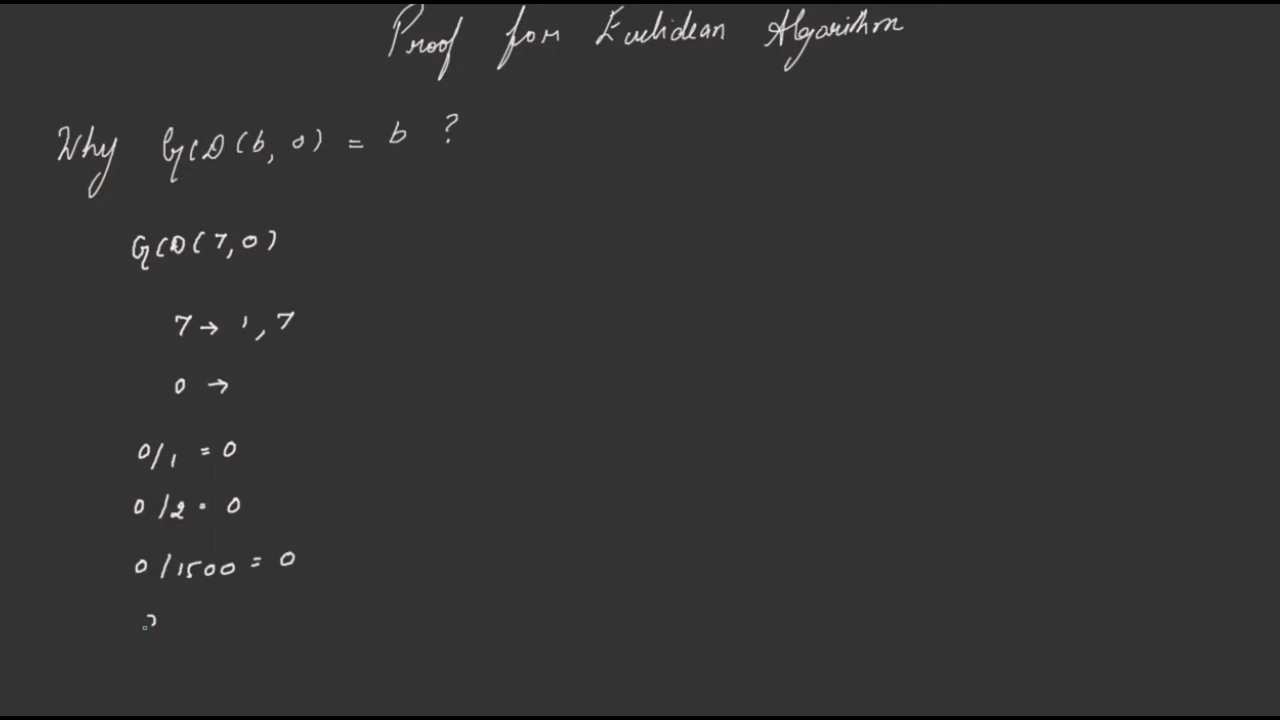 Proof for Euclidean Algorithm
Why GCD(b, 0) = b ?
GCD(7, 0)
7 → 1, 7
0 →
0/1 = 0
0/2 = 0
0/1500 = 0